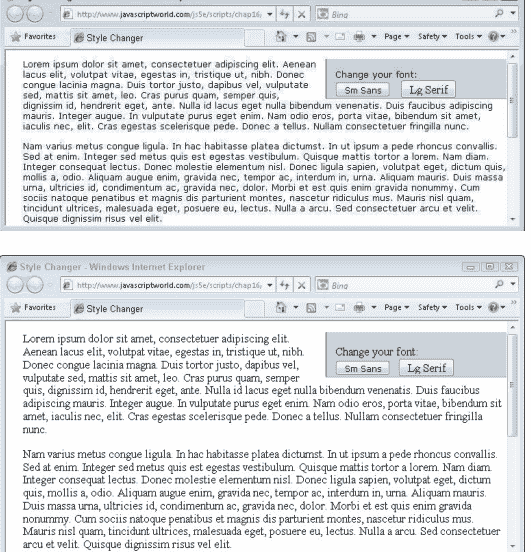 http://www.javascriptworld.com/js5e/scripts/chap16,
Bing
Favorites
Style Changer
Page
Safety
Tools
Lorem ipsum dolor sit amet, consectetuer adipiscing elit. Aenean
lacus elit, volutpat vitae, egestas in, tristique ut, nibh. Donec
congue lacinia magna. Duis tortor justo, dapibus vel, vulputate
sed, mattis sit amet, leo. Cras purus quam, semper quis,
dignissim id, hendrerit eget, ante. Nulla id lacus eget nulla bibendum venenatis. Duis faucibus adipiscing
mauris. Integer augue. In vulputate purus eget enim. Nam odio eros, porta vitae, bibendum sit amet,
iaculis nec, elit. Cras egestas scelerisque pede. Donec a tellus. Nullam consectetuer fringilla nunc.
Change your font:
Sm Sans
Lg Serif
Nam varius metus congue ligula. In hac habitasse platea dictumst. In ut ipsum a pede rhoncus convallis.
Sed at enim. Integer sed metus quis est egestas vestibulum. Quisque mattis tortor a lorem. Nam diam.
Integer consequat lectus. Donec molestie elementum nisl. Donec ligula sapien, volutpat eget, dictum quis,
mollis a, odio. Aliquam augue enim, gravida nec, tempor ac, interdum in, urna. Aliquam mauris. Duis massa
urna, ultricies id, condimentum ac, gravida nec, dolor. Morbi et est quis enim gravida nonummy. Cum
sociis natoque penatibus et magnis dis parturient montes, nascetur ridiculus mus. Mauris nisl quam,
tincidunt ultrices, malesuada eget, posuere eu, lectus. Nulla a arcu. Sed consectetuer arcu et velit.
Quisque dignissim risus vel elit.
Style Changer - Windows Internet Explorer
http://www.javascriptworld.com/js5e/scripts/chap16,
Bing
Favorites
Style Changer
Page
Safety
Tools
Lorem ipsum dolor sit amet, consectetuer adipiscing elit.
Aenean lacus elit, volutpat vitae, egestas in, tristique ut, nibh.
Donec congue lacinia magna. Duis tortor justo, dapibus vel,
vulputate sed, mattis sit amet, leo. Cras purus quam, semper
quis, dignissim id, hendrerit eget, ante. Nulla id lacus eget nulla bibendum venenatis. Duis faucibus
adipiscing mauris. Integer augue. In vulputate purus eget enim. Nam odio eros, porta vitae, bibendum sit
amet, iaculis nec, elit. Cras egestas scelerisque pede. Donec a tellus. Nullam consectetuer fringilla
nunc.
Change your font:
Sm Sans
Lg Serif
Nam varius metus congue ligula. In hac habitasse platea dictumst. In ut ipsum a pede rhoncus convallis.
Sed at enim. Integer sed metus quis est egestas vestibulum. Quisque mattis tortor a lorem. Nam diam.
Integer consequat lectus. Donec molestie elementum nisl. Donec ligula sapien, volutpat eget, dictum
quis, mollis a, odio. Aliquam augue enim, gravida nec, tempor ac, interdum in, urna. Aliquam mauris.
Duis massa urna, ultricies id, condimentum ac, gravida nec, dolor. Morbi et est quis enim gravida
nonummy. Cum sociis natoque penatibus et magnis dis parturient montes, nascetur ridiculus mus.
Mauris nisl quam, tincidunt ultrices, malesuada eget, posuere eu, lectus. Nulla a arcu. Sed consectetuer
arcu et velit. Quisque dignissim risus vel elit.